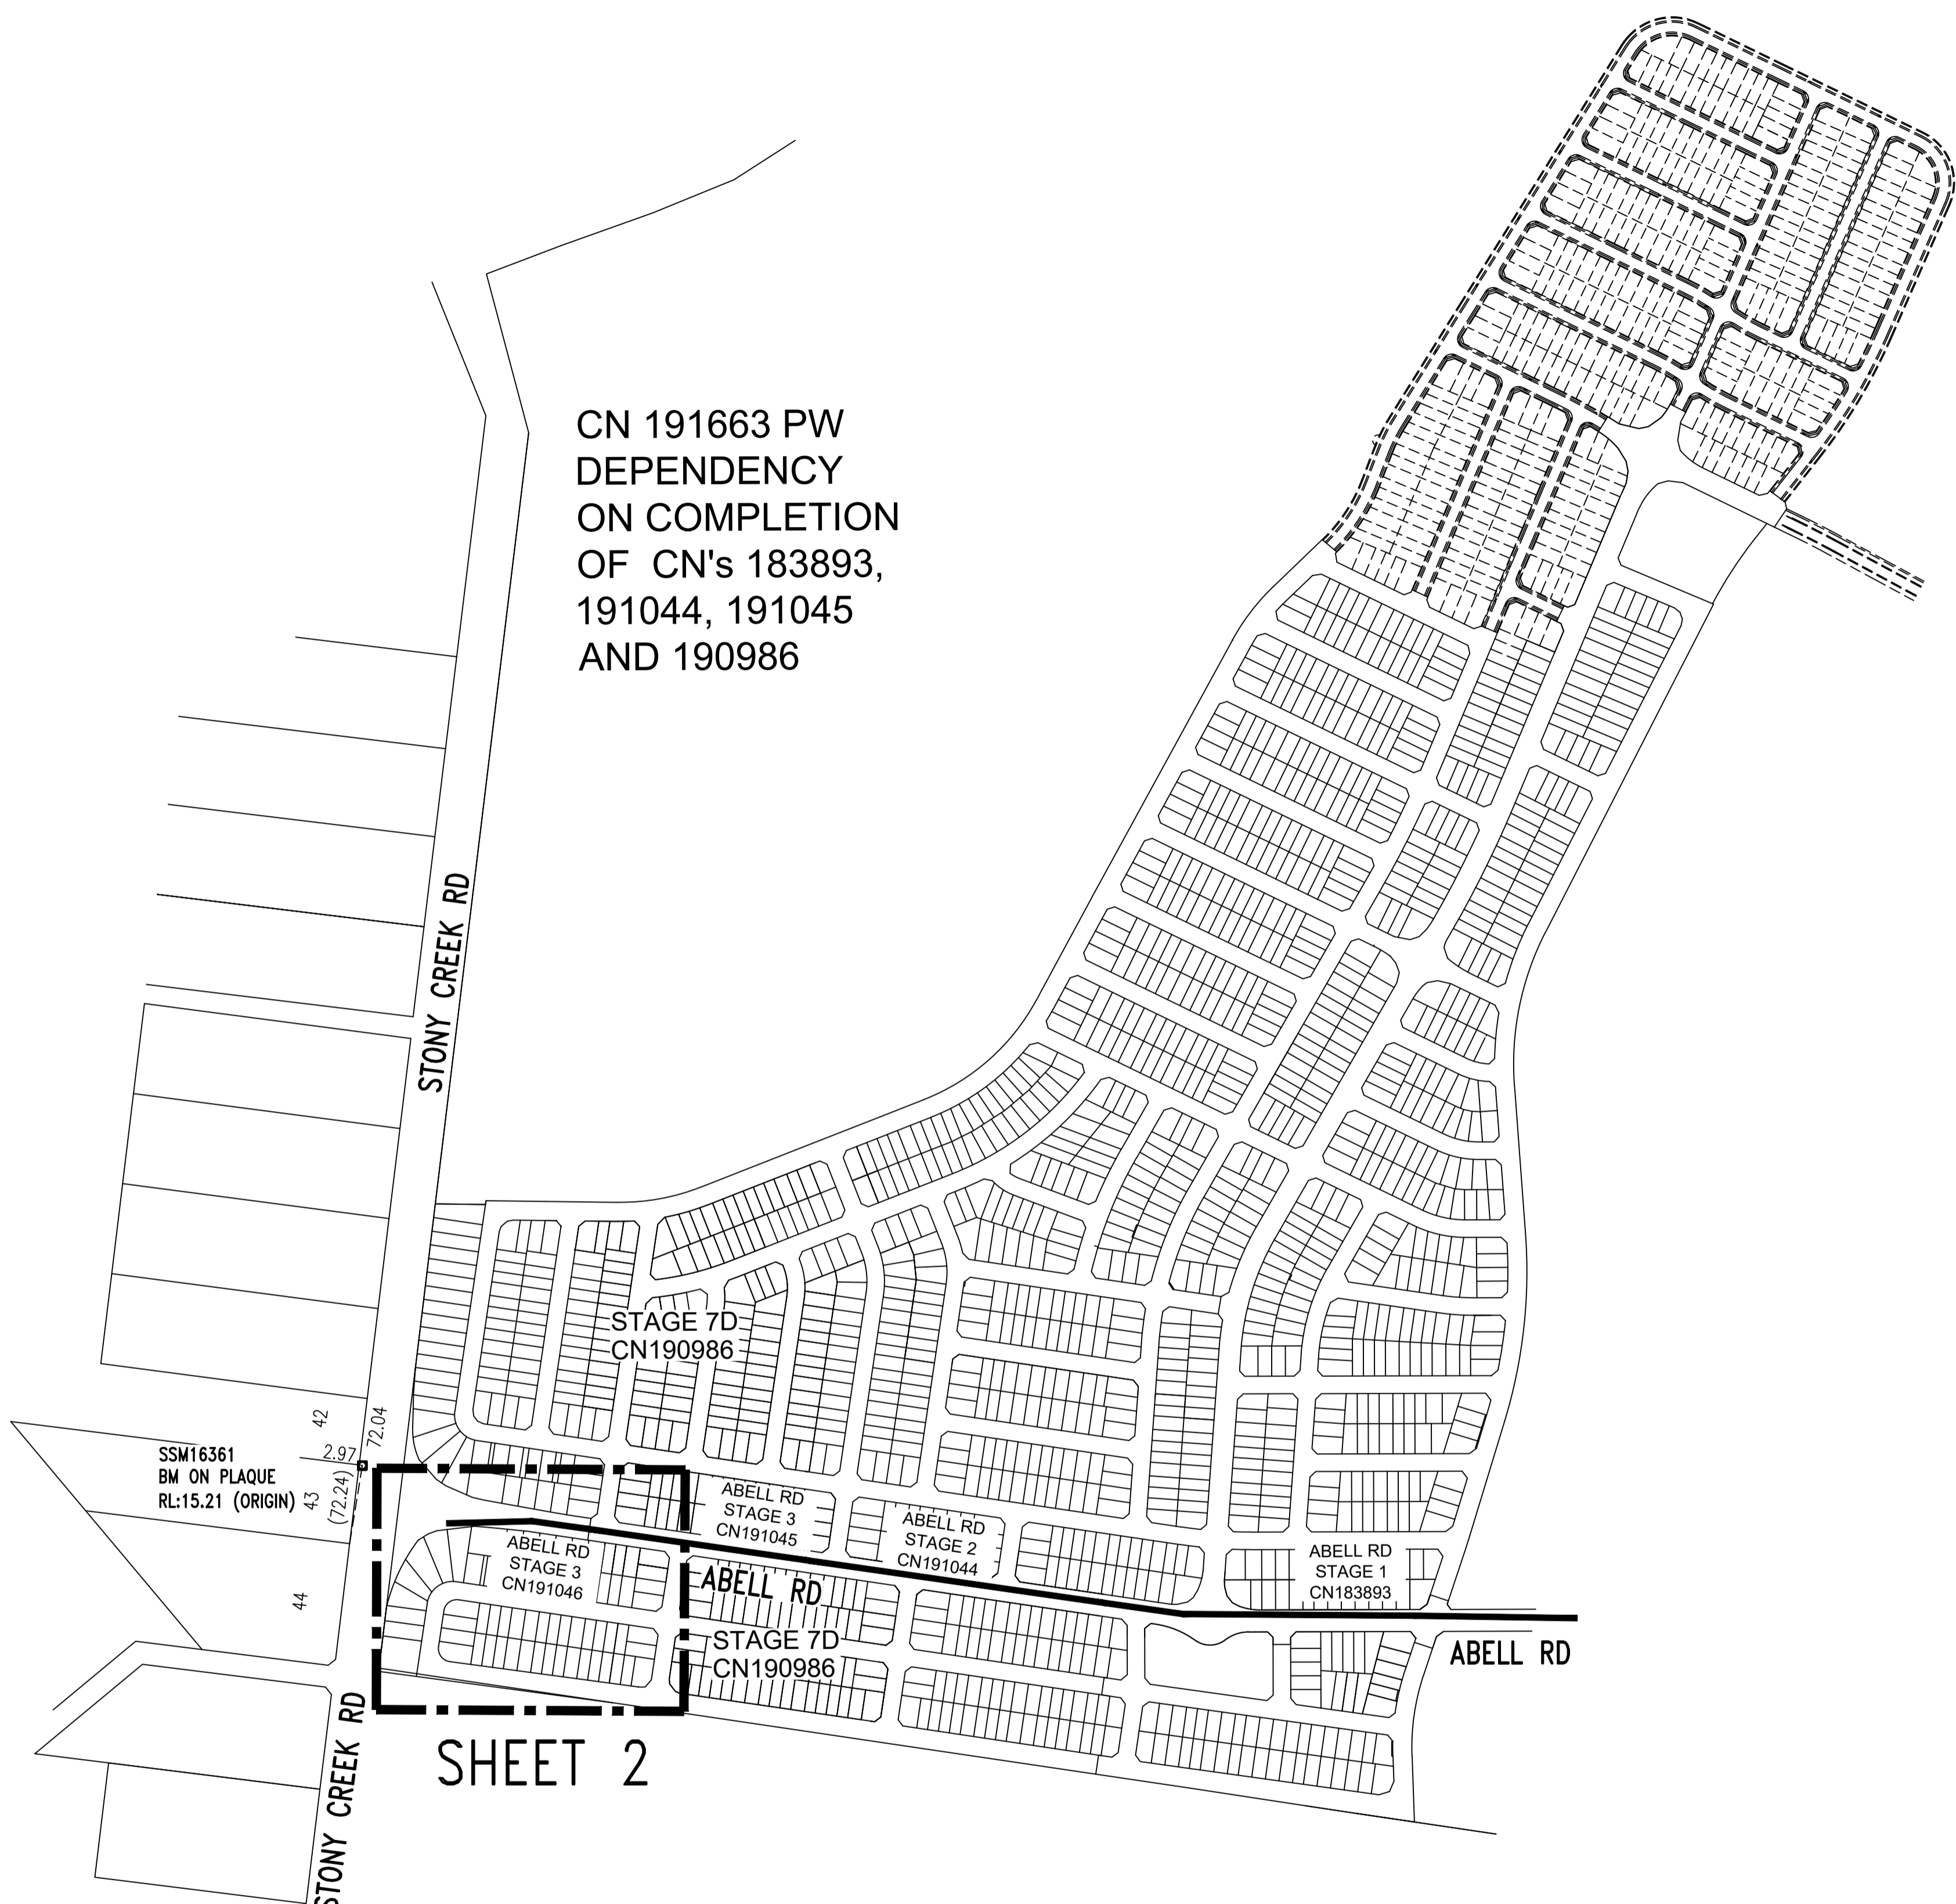 CN 191663 PW
DEPENDENCY
ON COMPLETION
OF CN's 183893,
191044, 191045
AND 190986
STONY CREEK RD
STAGE 7D
CN190986
42
72.04
2.97
SSM16361
BM ON PLAQUE
RL:15.21 (ORIGIN)
43
(72.24)
ABELL RD
STAGE 3
CN191045
ABELL RD
STAGE 2
CN191044
ABELL RD
STAGE 3
CN191046
ABELL RD
STAGE 1
CN183893
44
ABELL RD
STAGE 7D
CN190986
ABELL RD
STONY CREEK RD
SHEET 2